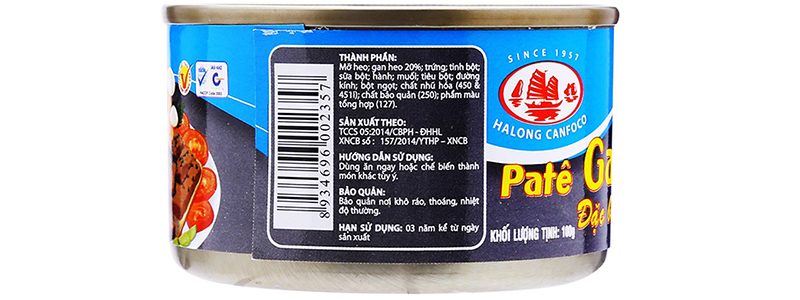 THÀNH PHẦN:
Mỡ heo; gan heo 20%; trứng; tinh bột;
sữa bột; hành; muối; tiêu bột; đường
kính; bột ngọt; chất nhũ hóa (450 &
451i); chất bảo quản (250); phẩm màu
tổng hợp (127).
SẢN XUẤT THEO:
TCCS 05:2014/CBPH - ĐHHL
XNCB số : 157/2014/YTHP – XNCB
HƯỚNG DẪN SỬ DỤNG:
Dùng ăn ngay hoặc chế biến thành
món khác tùy ý.
BẢO QUẢN:
Bảo quản nơi khô ráo, thoáng, nhiệt
độ thường.
HẠN SỬ DỤNG: 03 năm kể từ ngày
sản xuất
8 934696 002357
SINCE 1957
HALONG CANFOCO
Patê Ga
Đặc
KHỐI LƯỢNG TỊNH: 100g